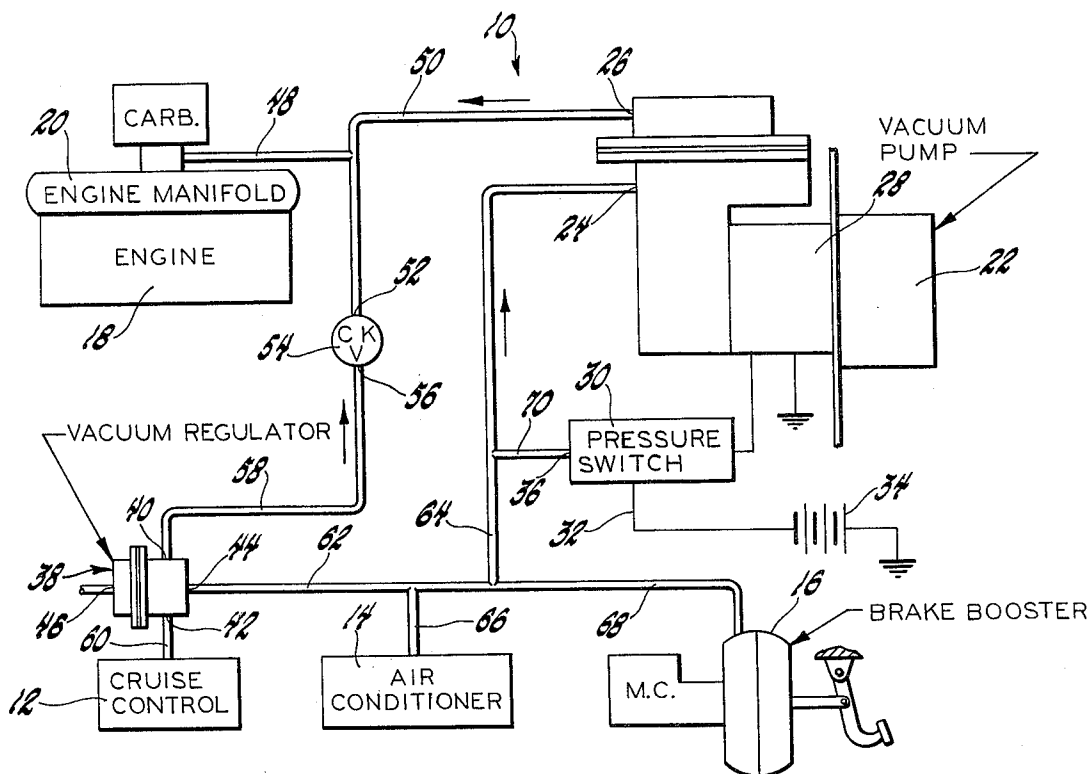 10
50
26
CARB.
48
20
VACUUM
PUMP
ENGINE MANIFOLD
28
24
ENGINE
22
52
18
C K
V
54
56
30
70
PRESSURE
SWITCH
VACUUM REGULATOR
36
58
34
40
64
32
44
62
38
16
46
42
14
66
68
BRAKE BOOSTER
60
AIR
CONDITIONER
M.C.
CRUISE
CONTROL
12